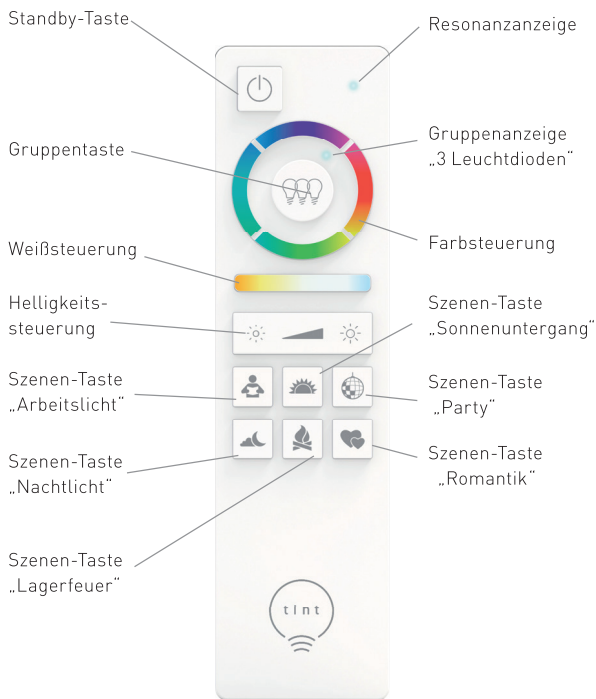 Standby-Taste
Resonanzanzeige
Gruppentaste
Gruppenanzeige
„3 Leuchtdioden“
Weißsteuerung
Farbsteuerung
Helligkeits-
steuerung
Szenen-Taste
„Sonnenuntergang“
Szenen-Taste
„Arbeitslicht“
Szenen-Taste
„Party“
Szenen-Taste
„Nachtlicht“
Szenen-Taste
„Romantik“
Szenen-Taste
„Lagerfeuer“
tint